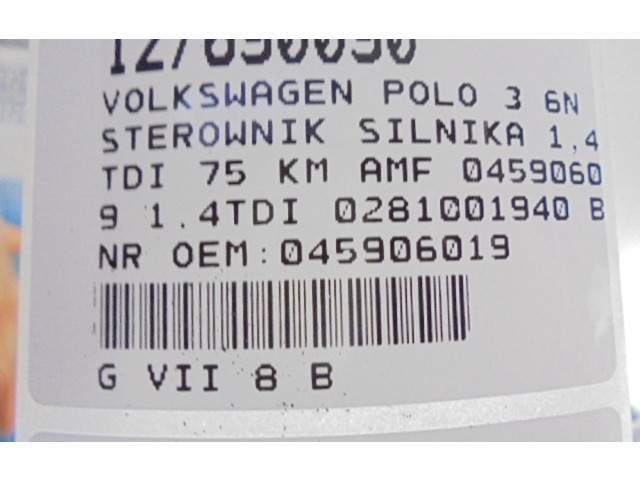 VOLKSWAGEN POLO 3 6N
STEROWNIK SILNIKA 1,4
TDI 75 KM AMF 0459060
9 1.4TDI 0281001940 B
NR OEM:045906019
G VII 8 B